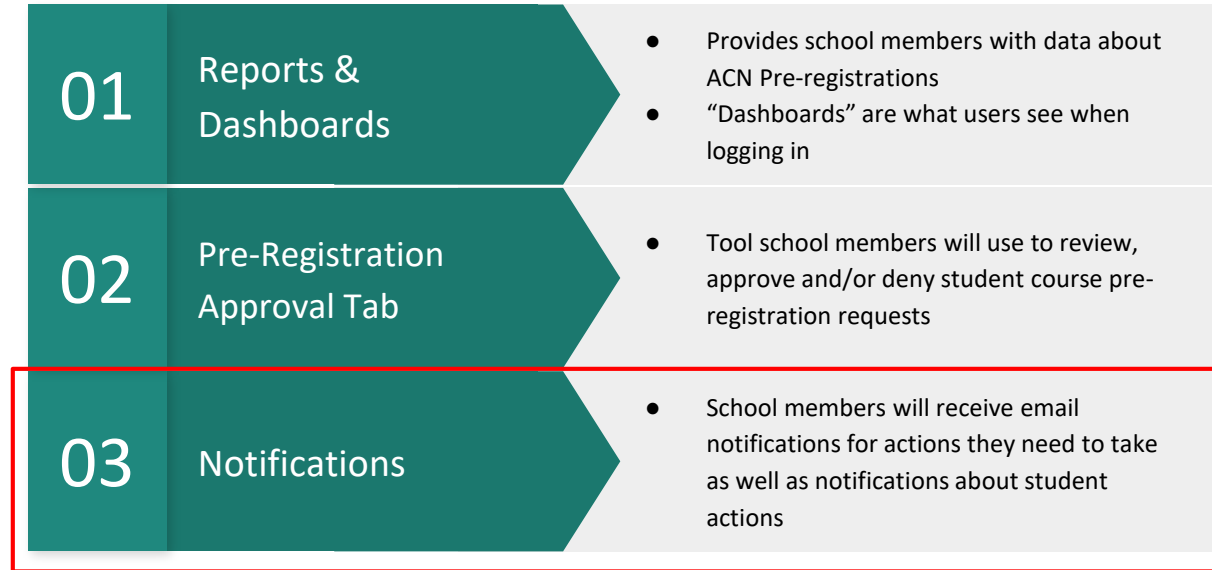 01
Reports &
Dashboards
● Provides school members with data about
ACN Pre-registrations
● “Dashboards” are what users see when
logging in
02
Pre-Registration
Approval Tab
● Tool school members will use to review,
approve and/or deny student course pre-
registration requests
03
Notifications
● School members will receive email
notifications for actions they need to take
as well as notifications about student
actions